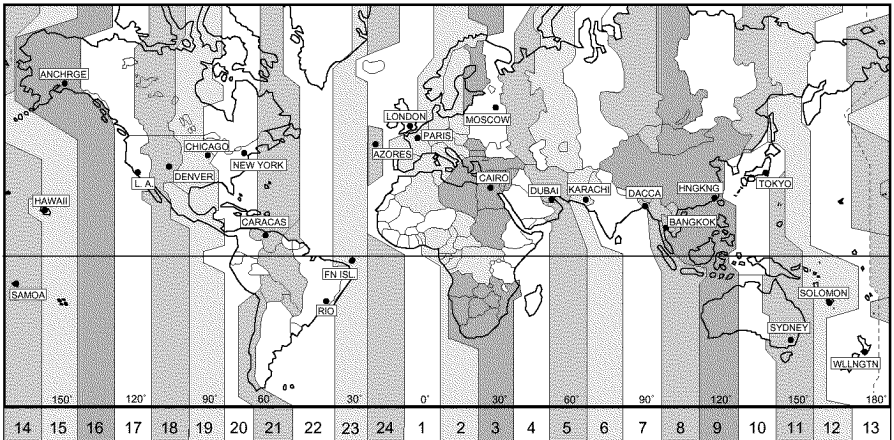 ANCHRGE
LONDON
MOSCOW
PARIS
CHICAGO
NEW YORK
AZORES
DENVER
L. A.
CAIRO
DUBAI
KARACHI
DACCA
HNGKNG
TOKYO
HAWAII
CARACAS
BANGKOK
FN ISL.
SAMOA
RIO
SOLOMON
SYDNEY
WLLNGTN
150° 120° 90° 60° 30° 0° 30° 60° 90° 120° 150° 180°
14 15 16 17 18 19 20 21 22 23 24 1 2 3 4 5 6 7 8 9 10 11 12 13